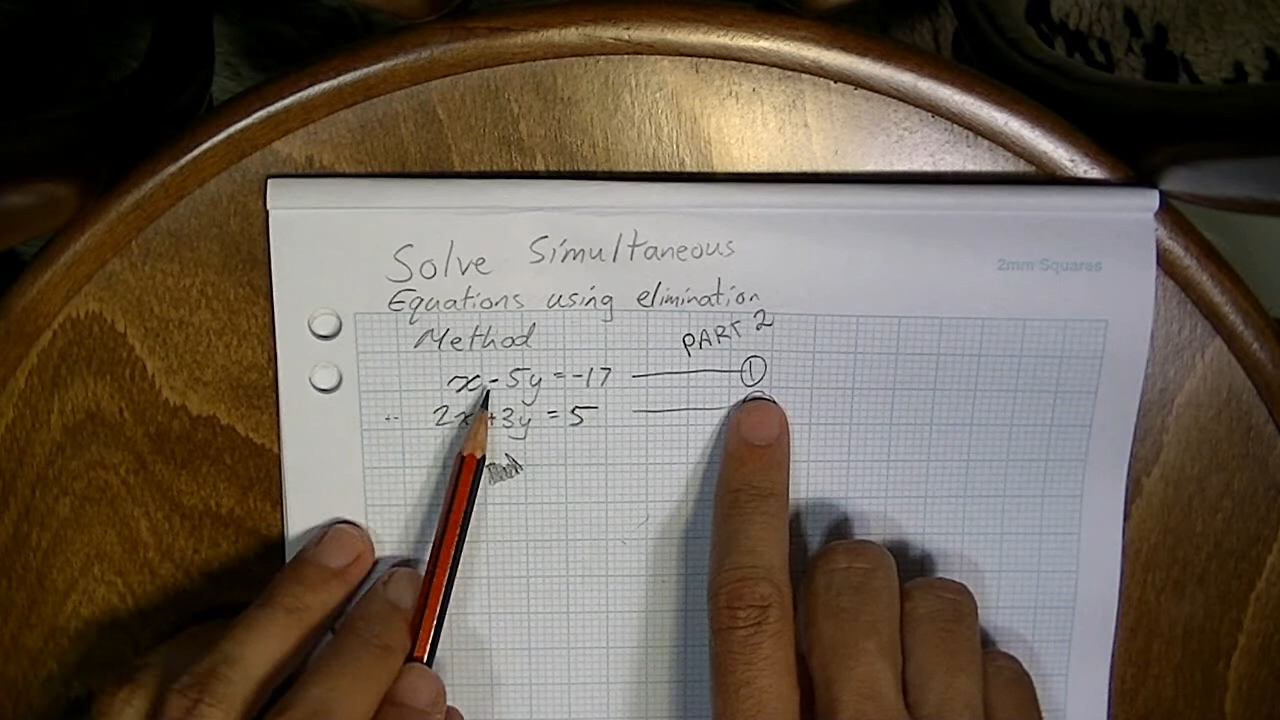 Solve Simultaneous
2mm Squares
Equations using elimination
Method PART 2
x - 5y = -17 ①
2x + 3y = 5